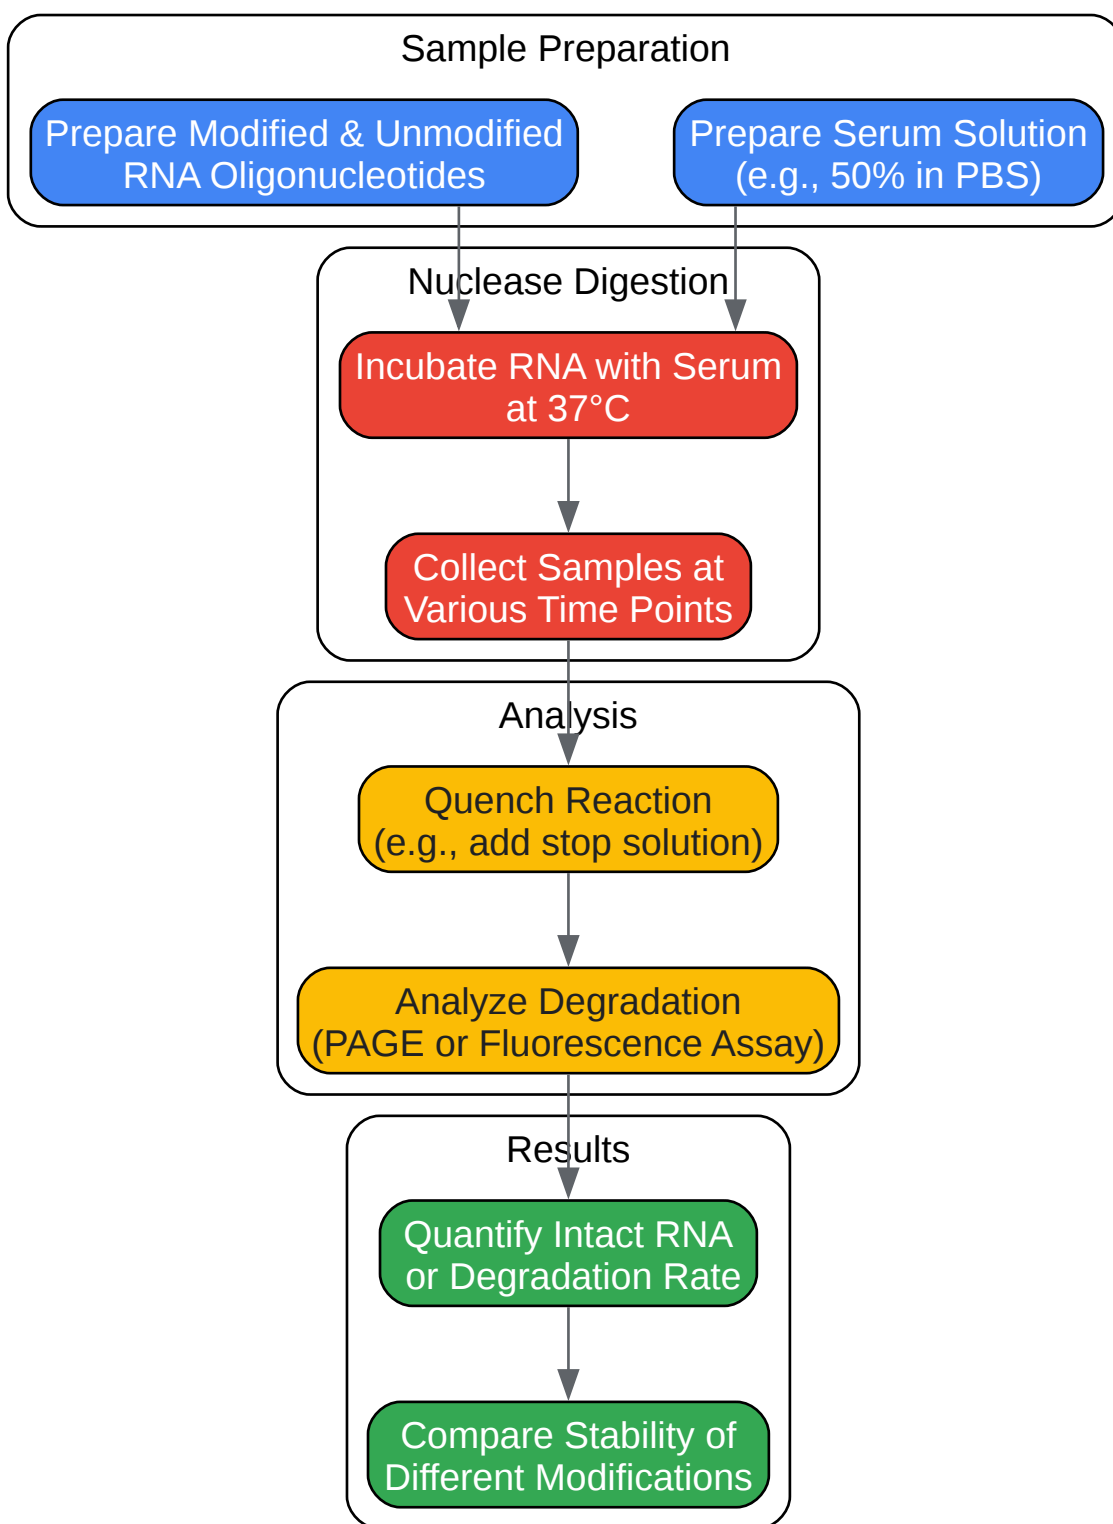 Sample Preparation
Prepare Modified & Unmodified
RNA Oligonucleotides
Prepare Serum Solution
(e.g., 50% in PBS)
Nuclease Digestion
Incubate RNA with Serum
at 37°C
Collect Samples at
Various Time Points
Analysis
Quench Reaction
(e.g., add stop solution)
Analyze Degradation
(PAGE or Fluorescence Assay)
Results
Quantify Intact RNA
or Degradation Rate
Compare Stability of
Different Modifications